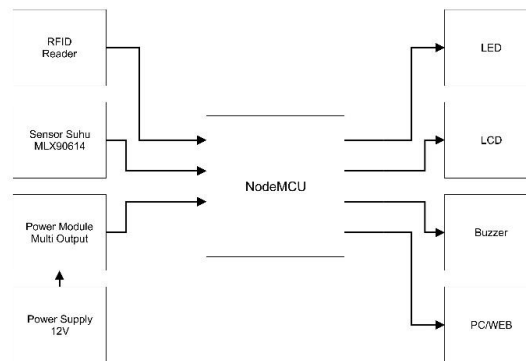 RFID
Reader
LED
Sensor Suhu
MLX90614
LCD
NodeMCU
Power Module
Multi Output
Buzzer
Power Supply
12V
PC/WEB